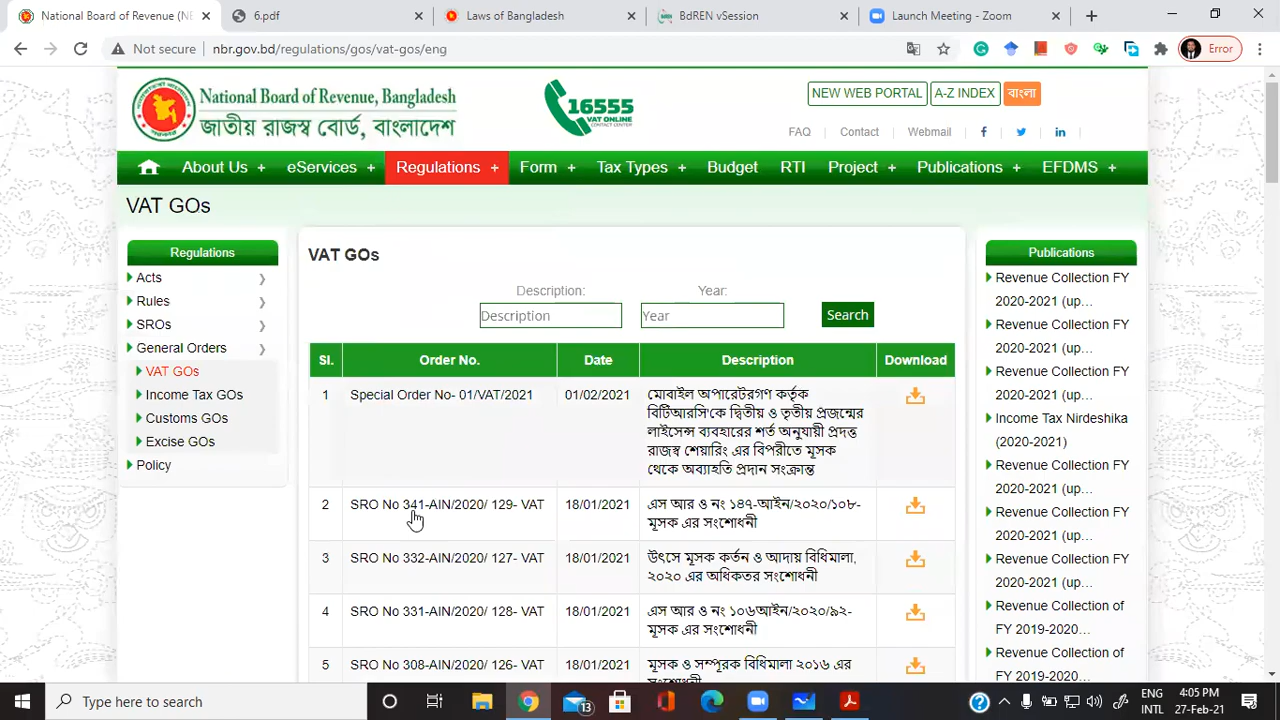 National Board of Revenue (NE
6.pdf
Laws of Bangladesh
BdREN vSession
Launch Meeting - Zoom
Not secure
nbr.gov.bd/regulations/gos/vat-gos/eng
Error
National Board of Revenue, Bangladesh
জাতীয় রাজস্ব বোর্ড, বাংলাদেশ
16555
VAT ONLINE
CONTACT CENTER
NEW WEB PORTAL
A-Z INDEX
বাংলা
FAQ
Contact
Webmail
About Us +
eServices +
Regulations +
Form +
Tax Types +
Budget
RTI
Project +
Publications +
EFDMS +
VAT GOs
Regulations
Acts
Rules
SROs
General Orders
VAT GOs
Income Tax GOs
Customs GOs
Excise GOs
Policy
VAT GOs
Description:
Year:
Description
Year
Search
Sl.
Order No.
Date
Description
Download
1
Special Order No- 01/VAT/2021
01/02/2021
মোবাইল অপারেটরগণ কর্তৃক
বিটিআরসি'কে দ্বিতীয় ও তৃতীয় প্রজন্মের
লাইসেন্স ব্যবহারের শর্ত অনুযায়ী প্রদত্ত
রাজস্ব শেয়ারিং এর বিপরীতে মূসক
থেকে অব্যাহতি প্রদান সংক্রান্ত
2
SRO No 341-AIN/2020/ 129- VAT
18/01/2021
এস আর ও নং ১৪৭-আইন/২০২০/১০৮-
মূসক এর সংশোধনী
3
SRO No 332-AIN/2020/ 127- VAT
18/01/2021
উৎসে মূসক কর্তন ও আদায় বিধিমালা,
২০২০ এর অধিকতর সংশোধনী
4
SRO No 331-AIN/2020/ 128- VAT
18/01/2021
এস আর ও নং ১০৬আইন/২০২০/৯২-
মূসক এর সংশোধনী
5
SRO No 308-AIN/2020/ 126- VAT
18/01/2021
মূসক ও সম্পূরক বিধিমালা ২০১৬ এর
সংশোধনী
Publications
Revenue Collection FY
2020-2021 (up...
Revenue Collection FY
2020-2021 (up...
Revenue Collection FY
2020-2021 (up...
Income Tax Nirdeshika
(2020-2021)
Revenue Collection FY
2020-2021 (up...
Revenue Collection FY
2020-2021 (up...
Revenue Collection FY
2020-2021 (up...
Revenue Collection of
FY 2019-2020...
Revenue Collection of
FY 2019-2020...
Type here to search
13
ENG
INTL
4:05 PM
27-Feb-21